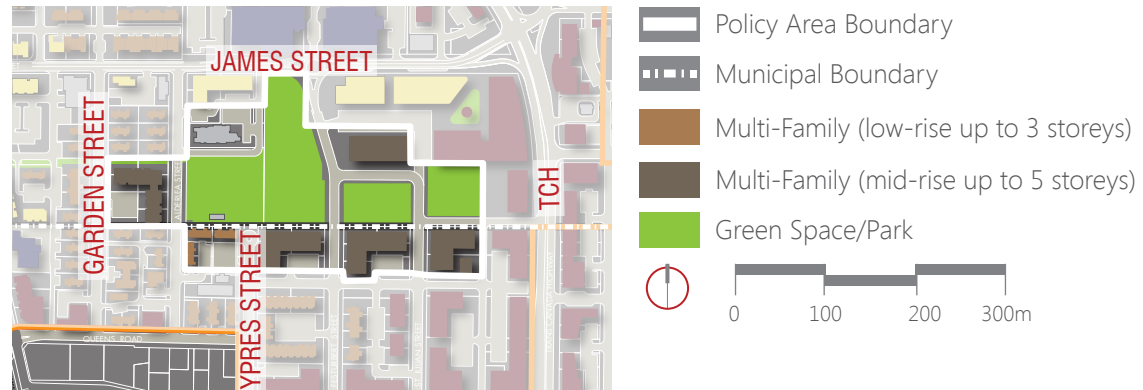 JAMES STREET
GARDEN STREET
YPRES STREET
TCH
QUEENS ROAD
Policy Area Boundary
Municipal Boundary
Multi-Family (low-rise up to 3 storeys)
Multi-Family (mid-rise up to 5 storeys)
Green Space/Park
0 100 200 300m